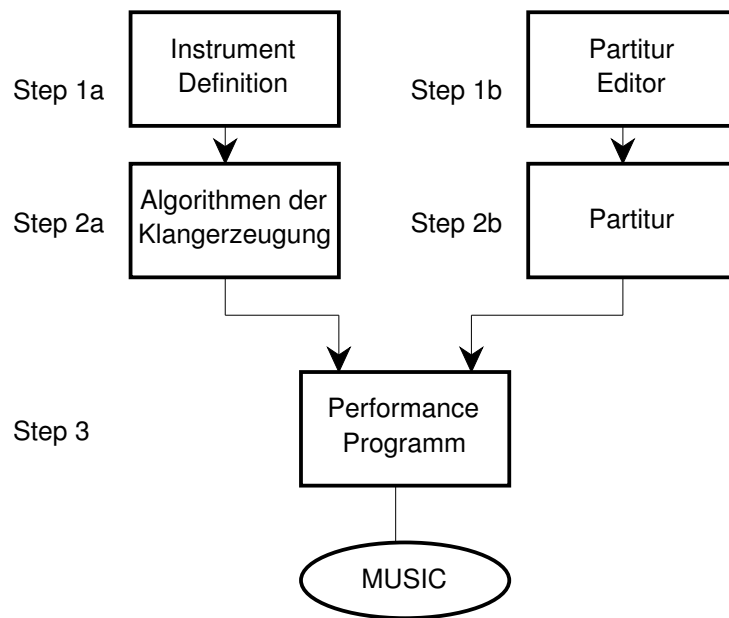 Step 1a
Instrument
Definition
Step 1b
Partitur
Editor
Step 2a
Algorithmen der
Klangerzeugung
Step 2b
Partitur
Step 3
Performance
Programm
MUSIC